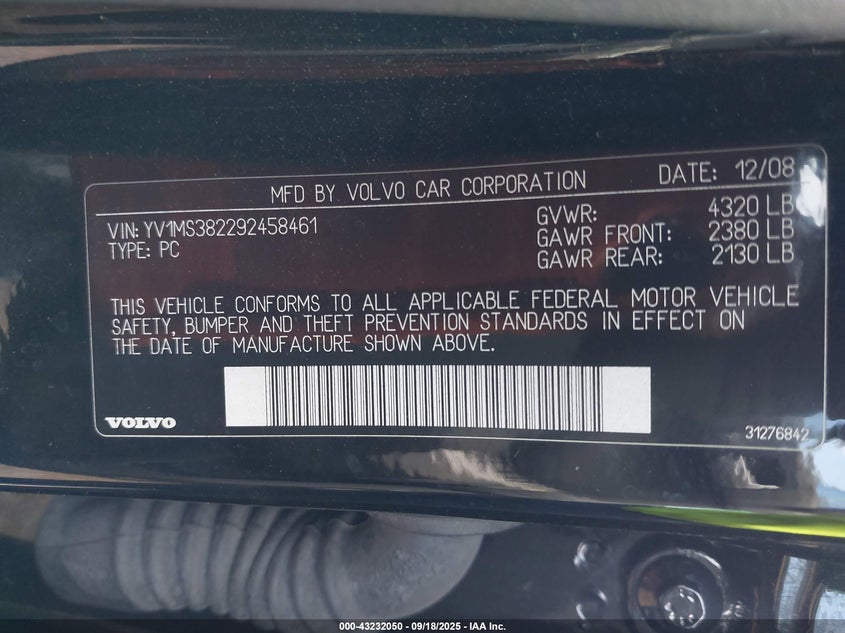 MFD BY VOLVO CAR CORPORATION DATE: 12/08
VIN: YV1MS382292458461 GVWR: 4320 LB
TYPE: PC GAWR FRONT: 2380 LB
GAWR REAR: 2130 LB
THIS VEHICLE CONFORMS TO ALL APPLICABLE FEDERAL MOTOR VEHICLE
SAFETY, BUMPER AND THEFT PREVENTION STANDARDS IN EFFECT ON
THE DATE OF MANUFACTURE SHOWN ABOVE.
VOLVO 31276842
000-43232050 - 09/18/2025 - IAA Inc.